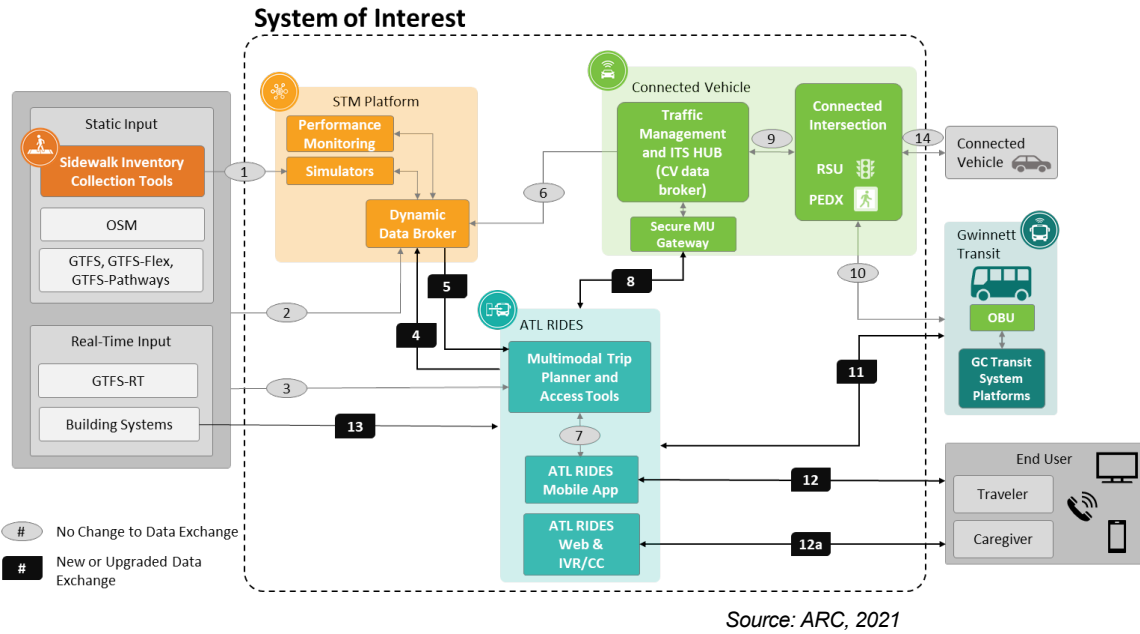 System of Interest
Static Input
Sidewalk Inventory
Collection Tools
OSM
GTFS, GTFS-Flex,
GTFS-Pathways
Real-Time Input
GTFS-RT
Building Systems
#
No Change to Data Exchange
#
New or Upgraded Data
Exchange
1
2
3
13
STM Platform
Performance
Monitoring
Simulators
Dynamic
Data Broker
5
4
6
8
ATL RIDES
Multimodal Trip
Planner and
Access Tools
7
ATL RIDES
Mobile App
ATL RIDES
Web &
IVR/CC
Connected Vehicle
Traffic
Management
and ITS HUB
(CV data
broker)
Secure MU
Gateway
9
Connected
Intersection
RSU
PEDX
14
10
11
12
12a
Connected
Vehicle
Gwinnett
Transit
OBU
GC Transit
System
Platforms
End User
Traveler
Caregiver
Source: ARC, 2021